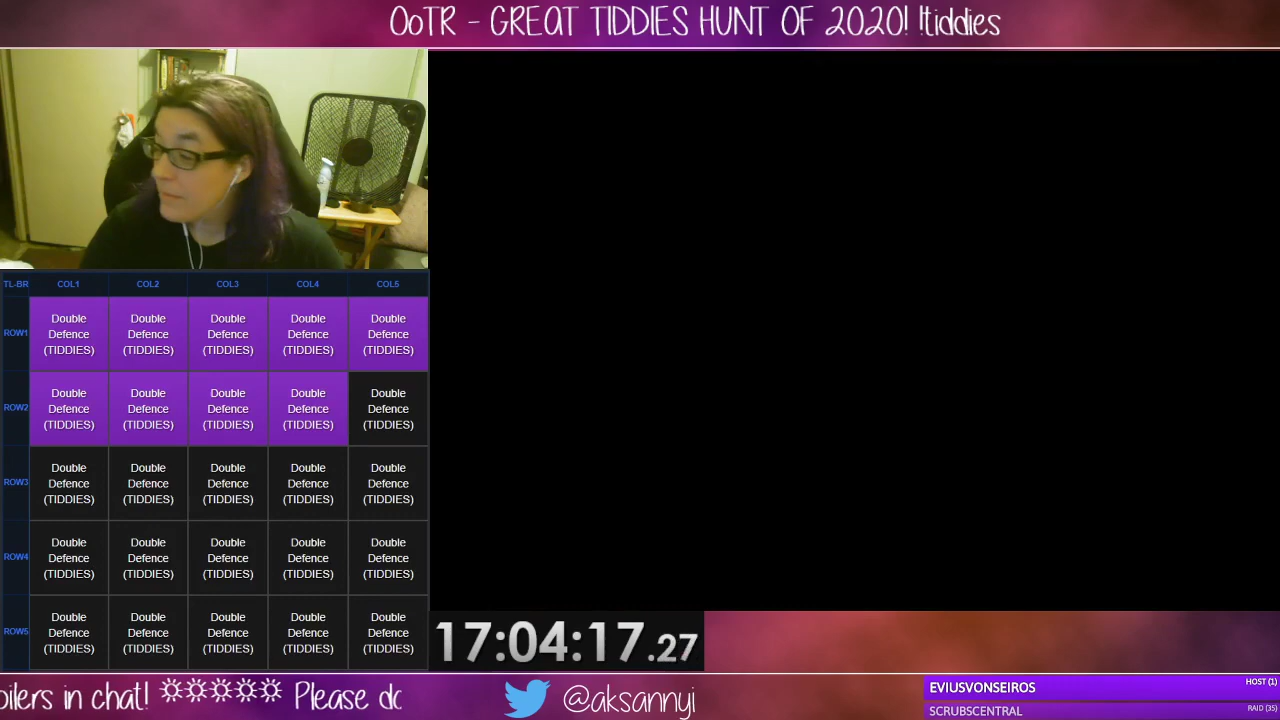 OoTR - GREAT TIDDIES HUNT OF 2020! !tiddies
TL-BR COL1 COL2 COL3 COL4 COL5
ROW1
Double Defence (TIDDIES)
Double Defence (TIDDIES)
Double Defence (TIDDIES)
Double Defence (TIDDIES)
Double Defence (TIDDIES)
ROW2
Double Defence (TIDDIES)
Double Defence (TIDDIES)
Double Defence (TIDDIES)
Double Defence (TIDDIES)
Double Defence (TIDDIES)
ROW3
Double Defence (TIDDIES)
Double Defence (TIDDIES)
Double Defence (TIDDIES)
Double Defence (TIDDIES)
Double Defence (TIDDIES)
ROW4
Double Defence (TIDDIES)
Double Defence (TIDDIES)
Double Defence (TIDDIES)
Double Defence (TIDDIES)
Double Defence (TIDDIES)
ROW5
Double Defence (TIDDIES)
Double Defence (TIDDIES)
Double Defence (TIDDIES)
Double Defence (TIDDIES)
Double Defence (TIDDIES)
17:04:17.27
oilers in chat! ☼☼☼☼☼ Please do
@aksannyi
EVIUSVONSEIROS HOST (1)
SCRUBSCENTRAL RAID (35)